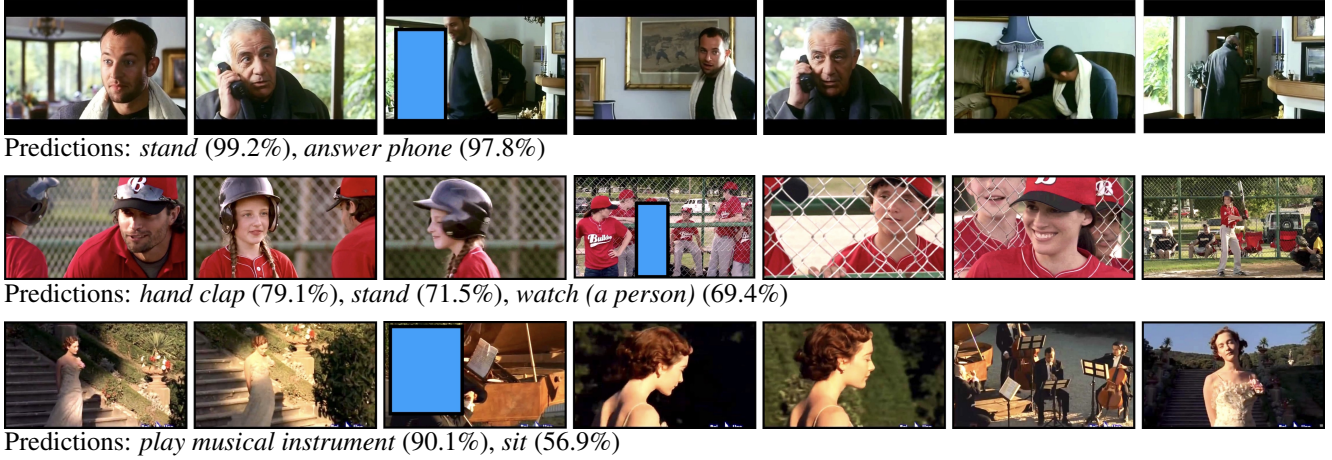 Predictions: stand (99.2%), answer phone (97.8%)
B
Bulldo
B
B
Predictions: hand clap (79.1%), stand (71.5%), watch (a person) (69.4%)
Predictions: play musical instrument (90.1%), sit (56.9%)